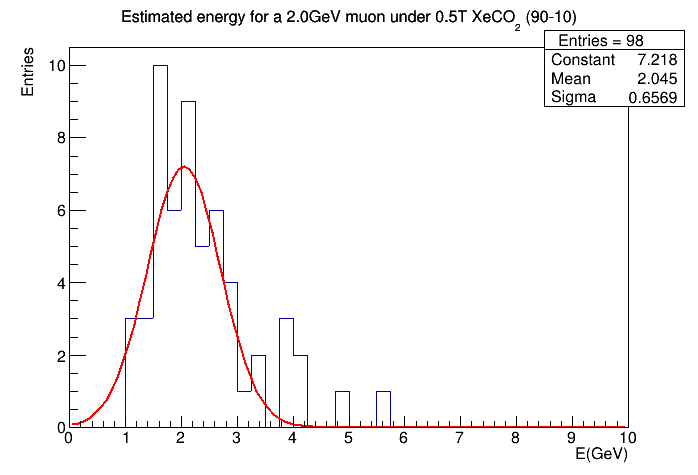 Estimated energy for a 2.0GeV muon under 0.5T XeCO2 (90-10)
Entries = 98
Constant 7.218
Mean 2.045
Sigma 0.6569
Entries
10
8
6
4
2
0
0 1 2 3 4 5 6 7 8 9 10
E(GeV)